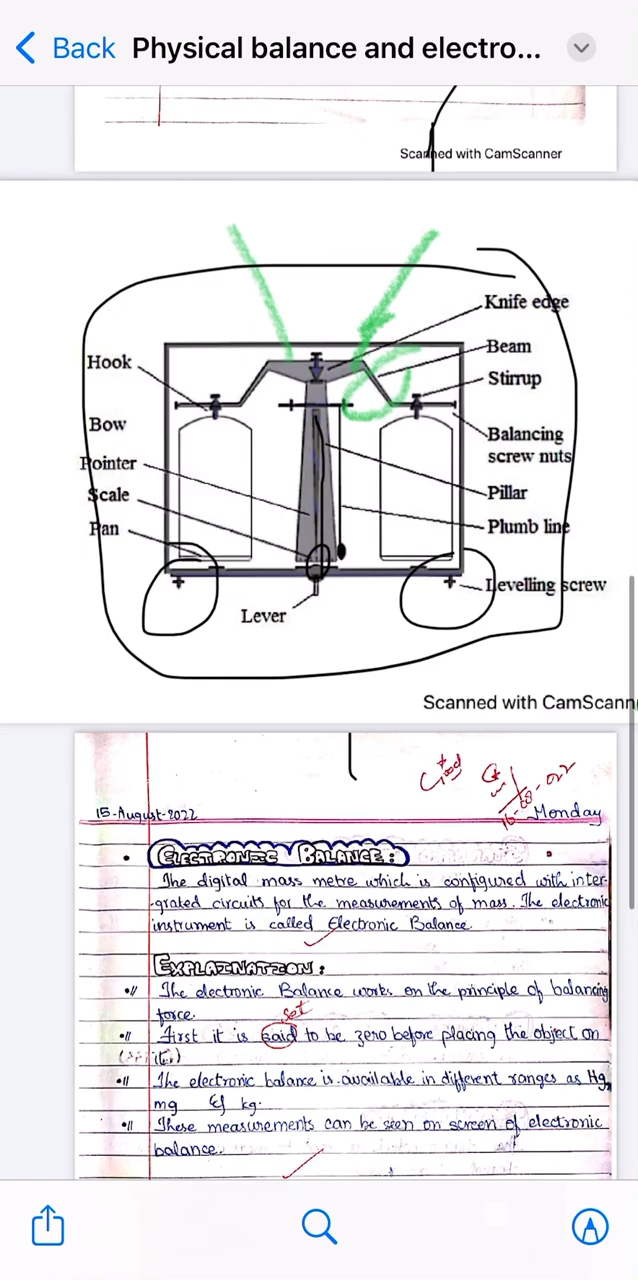 Back Physical balance and electro...
Scanned with CamScanner
Knife edge
Beam
Hook
Stirrup
Bow
Balancing
screw nuts
Pointer
Scale
Pillar
Pan
Plumb line
Levelling screw
Lever
Scanned with CamScann
Good
16-08-022
15-August-2022
Monday
• ELECTRONIC BALANCE:
The digital mass metre which is configured with inter-
-grated circuits for the measurements of mass. The electronic
instrument is called Electronic Balance.
EXPLAINATION:
•// The electronic Balance works on the principle of balancing
force.
set
•// First it is said to be zero before placing the object on
it.
•// The electronic balance is available in different ranges as Hg,
mg & kg.
•// These measurements can be seen on screen of electronic
balance.